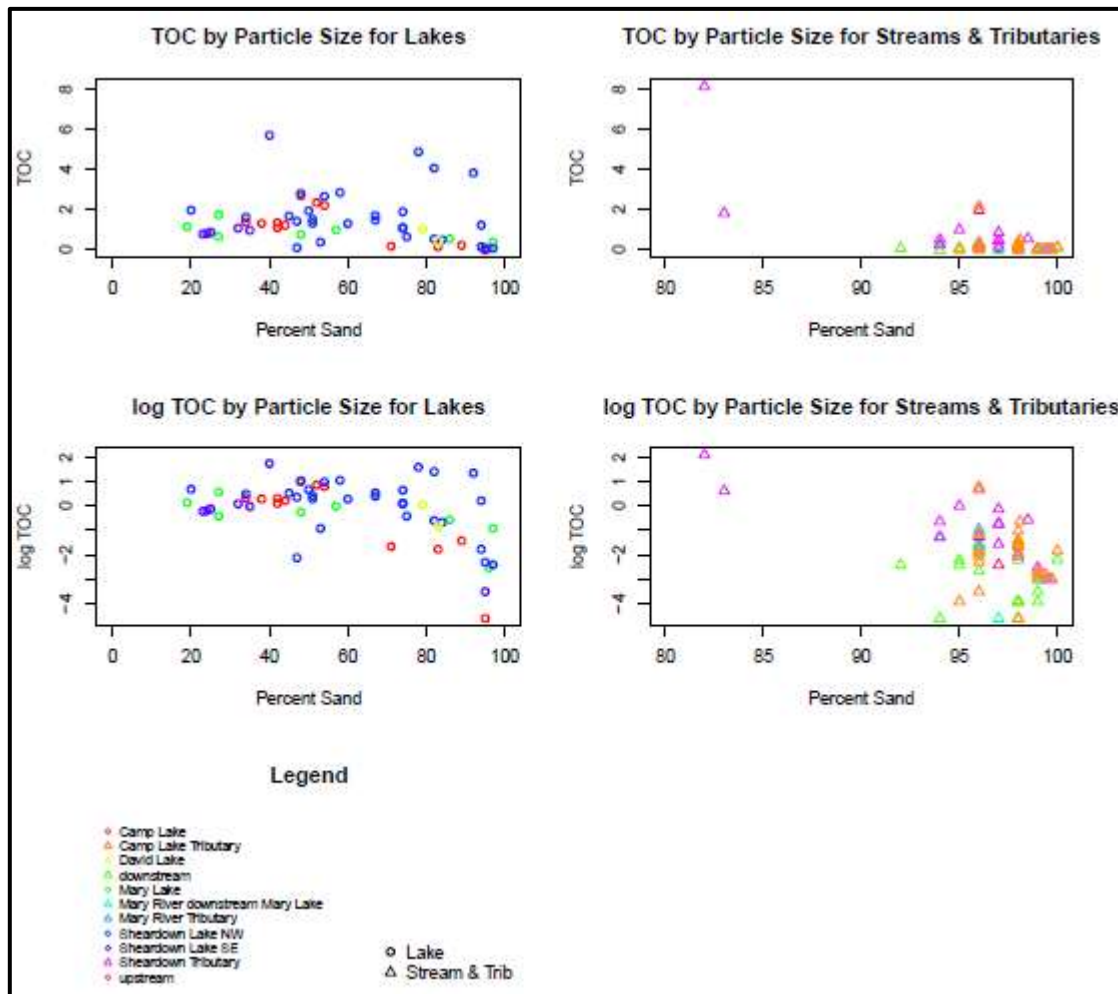 TOC by Particle Size for Lakes
TOC
8
6
4
2
0
0 20 40 60 80 100
Percent Sand
TOC by Particle Size for Streams & Tributaries
TOC
8
6
4
2
0
80 85 90 95 100
Percent Sand
log TOC by Particle Size for Lakes
log TOC
2
0
−2
−4
0 20 40 60 80 100
Percent Sand
log TOC by Particle Size for Streams & Tributaries
log TOC
2
0
−2
−4
80 85 90 95 100
Percent Sand
Legend
Camp Lake
Camp Lake Tributary
David Lake
downstream
Mary Lake
Mary River downstream Mary Lake
Mary River Tributary
Sheardown Lake NW
Sheardown Lake SE
Sheardown Tributary
upstream
Lake
Stream & Trib